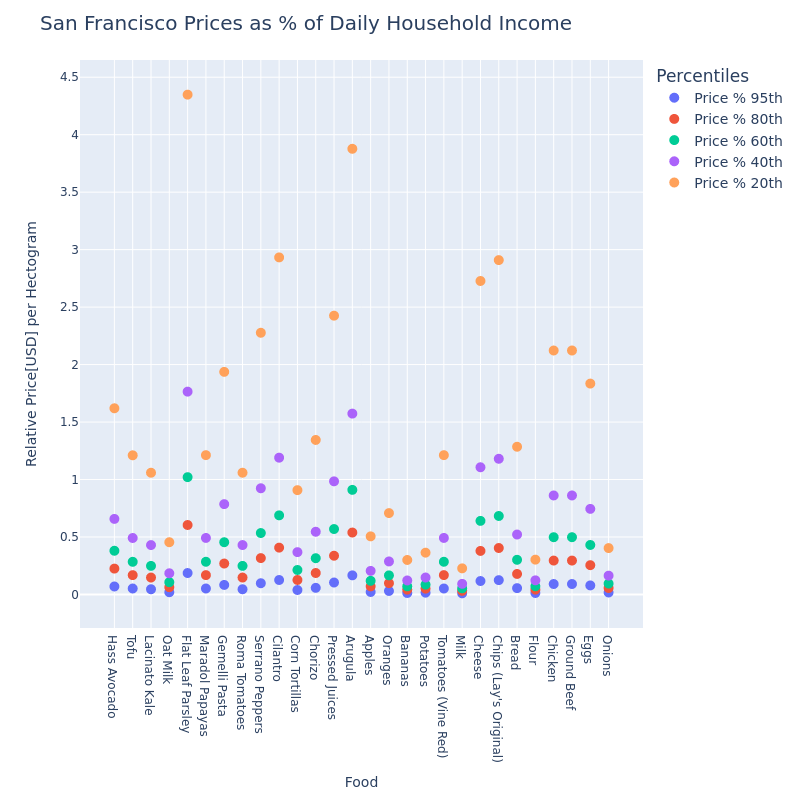 San Francisco Prices as % of Daily Household Income
Percentiles
Price % 95th
Price % 80th
Price % 60th
Price % 40th
Price % 20th
Relative Price[USD] per Hectogram
4.5
4
3.5
3
2.5
2
1.5
1
0.5
0
Hass Avocado
Tofu
Lacinato Kale
Oat Milk
Flat Leaf Parsley
Maradol Papayas
Gemelli Pasta
Roma Tomatoes
Serrano Peppers
Cilantro
Corn Tortillas
Chorizo
Pressed Juices
Arugula
Apples
Oranges
Bananas
Potatoes
Tomatoes (Vine Red)
Milk
Cheese
Chips (Lay's Original)
Bread
Flour
Chicken
Ground Beef
Eggs
Onions
Food